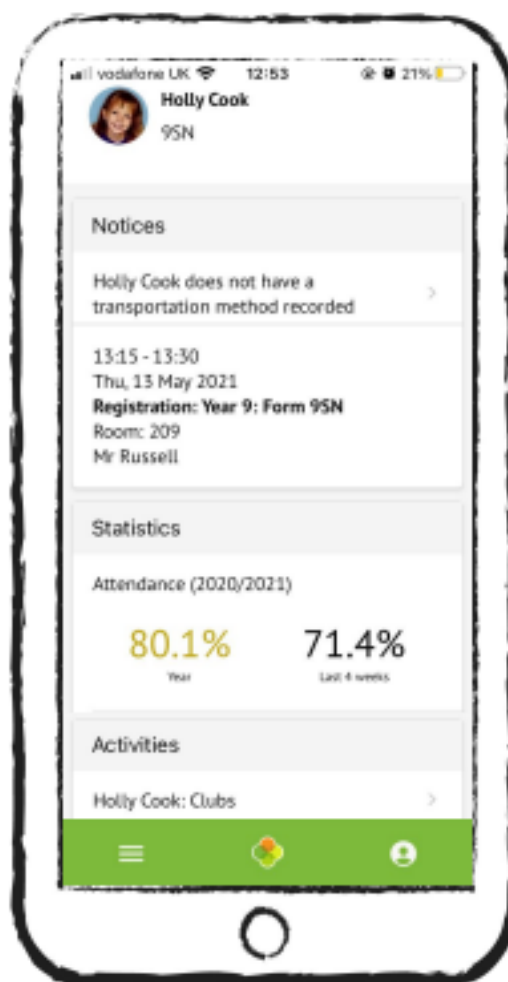 vodafone UK 12:53 21%
Holly Cook
9SN
Notices
Holly Cook does not have a
transportation method recorded
13:15 - 13:30
Thu, 13 May 2021
Registration: Year 9: Form 9SN
Room: 209
Mr Russell
Statistics
Attendance (2020/2021)
80.1% 71.4%
Year Last 4 weeks
Activities
Holly Cook: Clubs